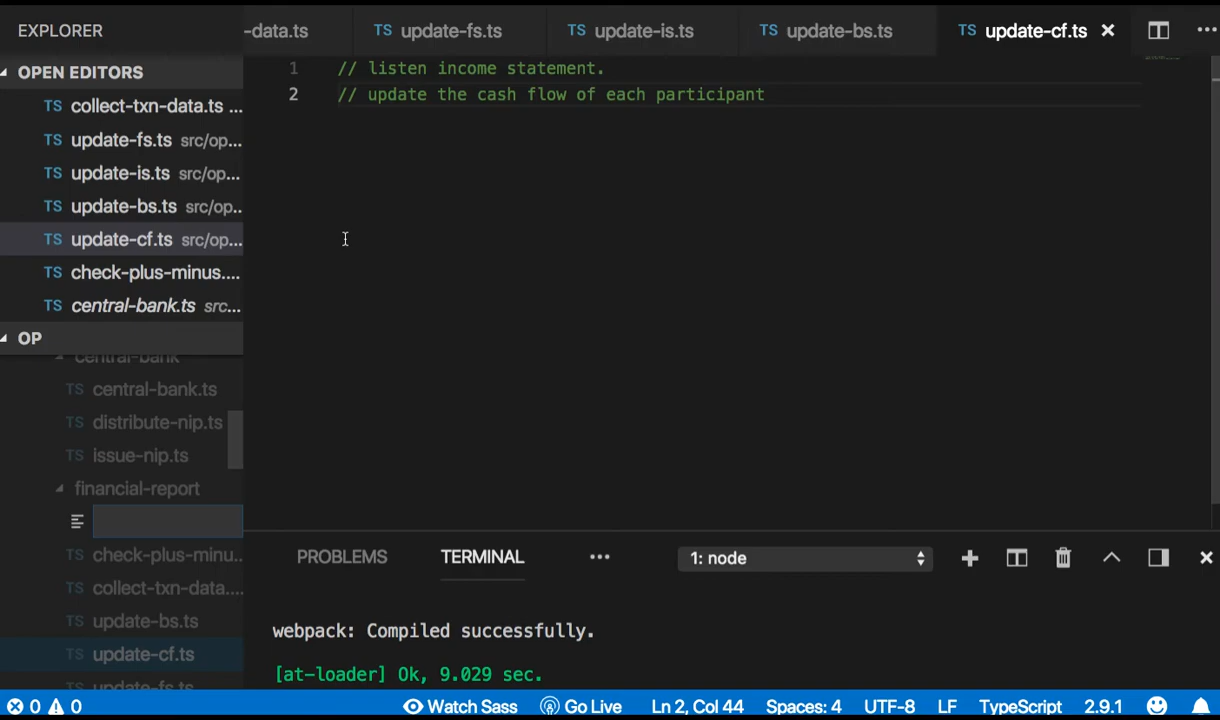 EXPLORER
-data.ts
TS update-fs.ts
TS update-is.ts
TS update-bs.ts
TS update-cf.ts
OPEN EDITORS
TS collect-txn-data.ts ...
TS update-fs.ts src/op...
TS update-is.ts src/op...
TS update-bs.ts src/op..
TS update-cf.ts src/op...
TS check-plus-minus....
TS central-bank.ts src...
OP
central-bank
TS central-bank.ts
TS distribute-nip.ts
TS issue-nip.ts
financial-report
TS check-plus-minu..
TS collect-txn-data....
TS update-bs.ts
TS update-cf.ts
TS update-fs.ts
1 // listen income statement.
2 // update the cash flow of each participant
PROBLEMS
TERMINAL
...
1: node
webpack: Compiled successfully.
[at-loader] Ok, 9.029 sec.
0 0
Watch Sass
Go Live
Ln 2, Col 44
Spaces: 4
UTF-8
LF
TypeScript
2.9.1